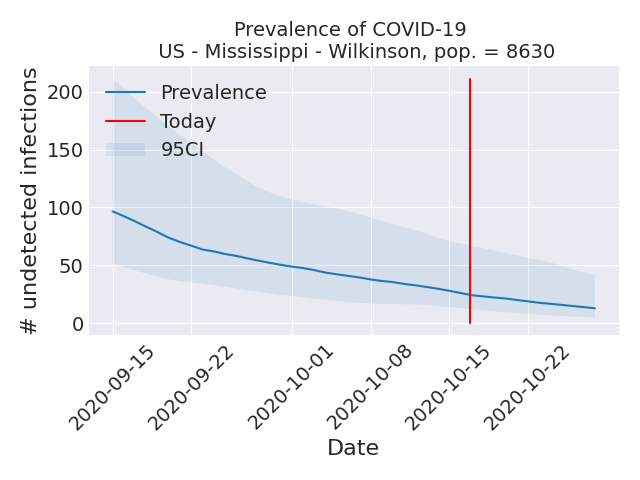 Prevalence of COVID-19
US - Mississippi - Wilkinson, pop. = 8630
# undetected infections
200
150
100
50
0
Prevalence
Today
95CI
2020-09-15
2020-09-22
2020-10-01
2020-10-08
2020-10-15
2020-10-22
Date